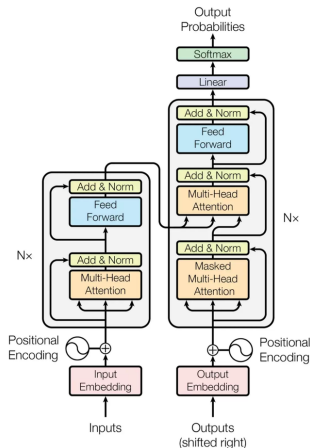 Output
Probabilities
Softmax
Linear
Add & Norm
Feed
Forward
Add & Norm
Multi-Head
Attention
Add & Norm
Masked
Multi-Head
Attention
N×
Add & Norm
Feed
Forward
N×
Add & Norm
Multi-Head
Attention
Positional
Encoding
Positional
Encoding
Input
Embedding
Output
Embedding
Inputs
Outputs
(shifted right)